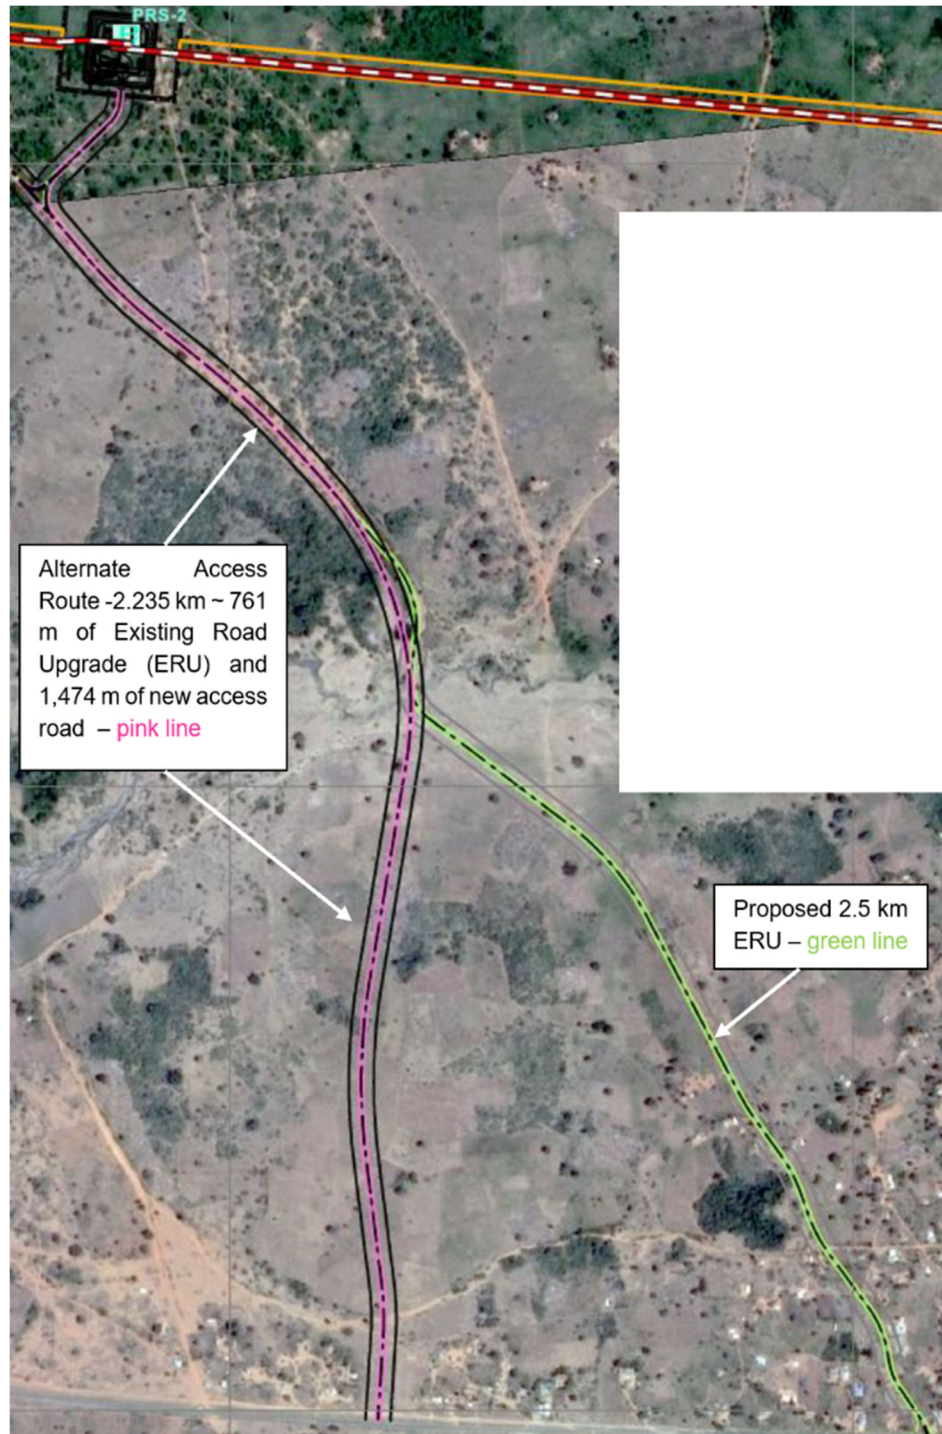 PRS-2
Alternate Access
Route -2.235 km ~ 761
m of Existing Road
Upgrade (ERU) and
1,474 m of new access
road – pink line
Proposed 2.5 km
ERU – green line